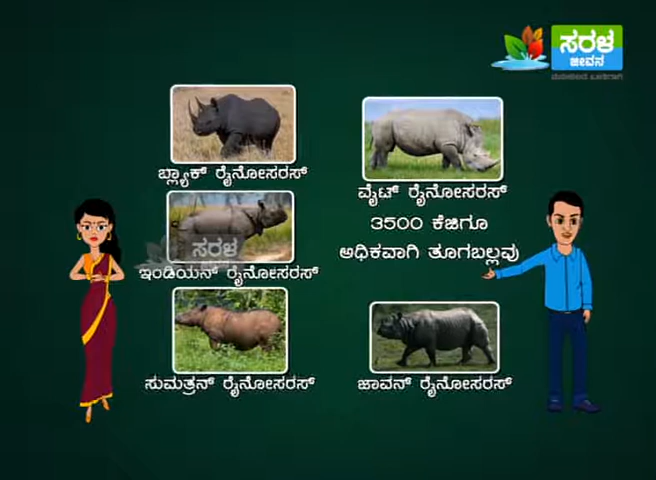 ಸರಳ
ಜೀವನ
ಬ್ಲ್ಯಾಕ್ ರೈನೋಸರಸ್
ವೈಟ್ ರೈನೋಸರಸ್
3500 ಕೆಜಿಗೂ
ಅಧಿಕವಾಗಿ ತೂಗಬಲ್ಲವು
ಸರಳ
ಇಂಡಿಯನ್ ರೈನೋಸರಸ್
ಸುಮತ್ರನ್ ರೈನೋಸರಸ್
ಜಾವನ್ ರೈನೋಸರಸ್